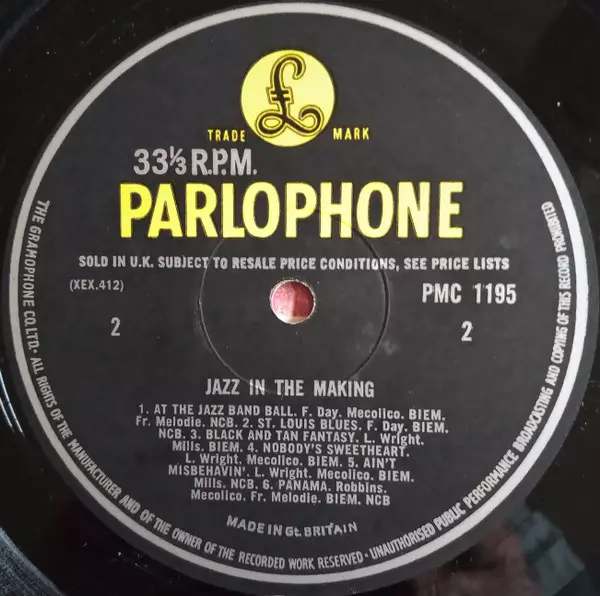 £
TRADE MARK
33⅓ R.P.M.
PARLOPHONE
SOLD IN U.K. SUBJECT TO RESALE PRICE CONDITIONS, SEE PRICE LISTS
(XEX.412) PMC 1195
2 2
JAZZ IN THE MAKING
1. AT THE JAZZ BAND BALL. F. Day. Mecolico. BIEM.
Fr. Melodie. NCB. 2. ST. LOUIS BLUES. F. Day. BIEM.
NCB. 3. BLACK AND TAN FANTASY. L. Wright.
Mills. BIEM. 4. NOBODY'S SWEETHEART.
L. Wright. Mecolico. BIEM. 5. AIN'T
MISBEHAVIN'. L. Wright. Mecolico. BIEM.
Mills. NCB. 6. PANAMA. Robbins.
Mecolico. Fr. Melodie. BIEM. NCB
MADE IN Gt. BRITAIN
THE GRAMOPHONE CO. LTD. · ALL RIGHTS OF THE MANUFACTURER AND OF THE OWNER OF THE RECORDED WORK RESERVED · UNAUTHORISED PUBLIC PERFORMANCE BROADCASTING AND COPYING OF THIS RECORD PROHIBITED